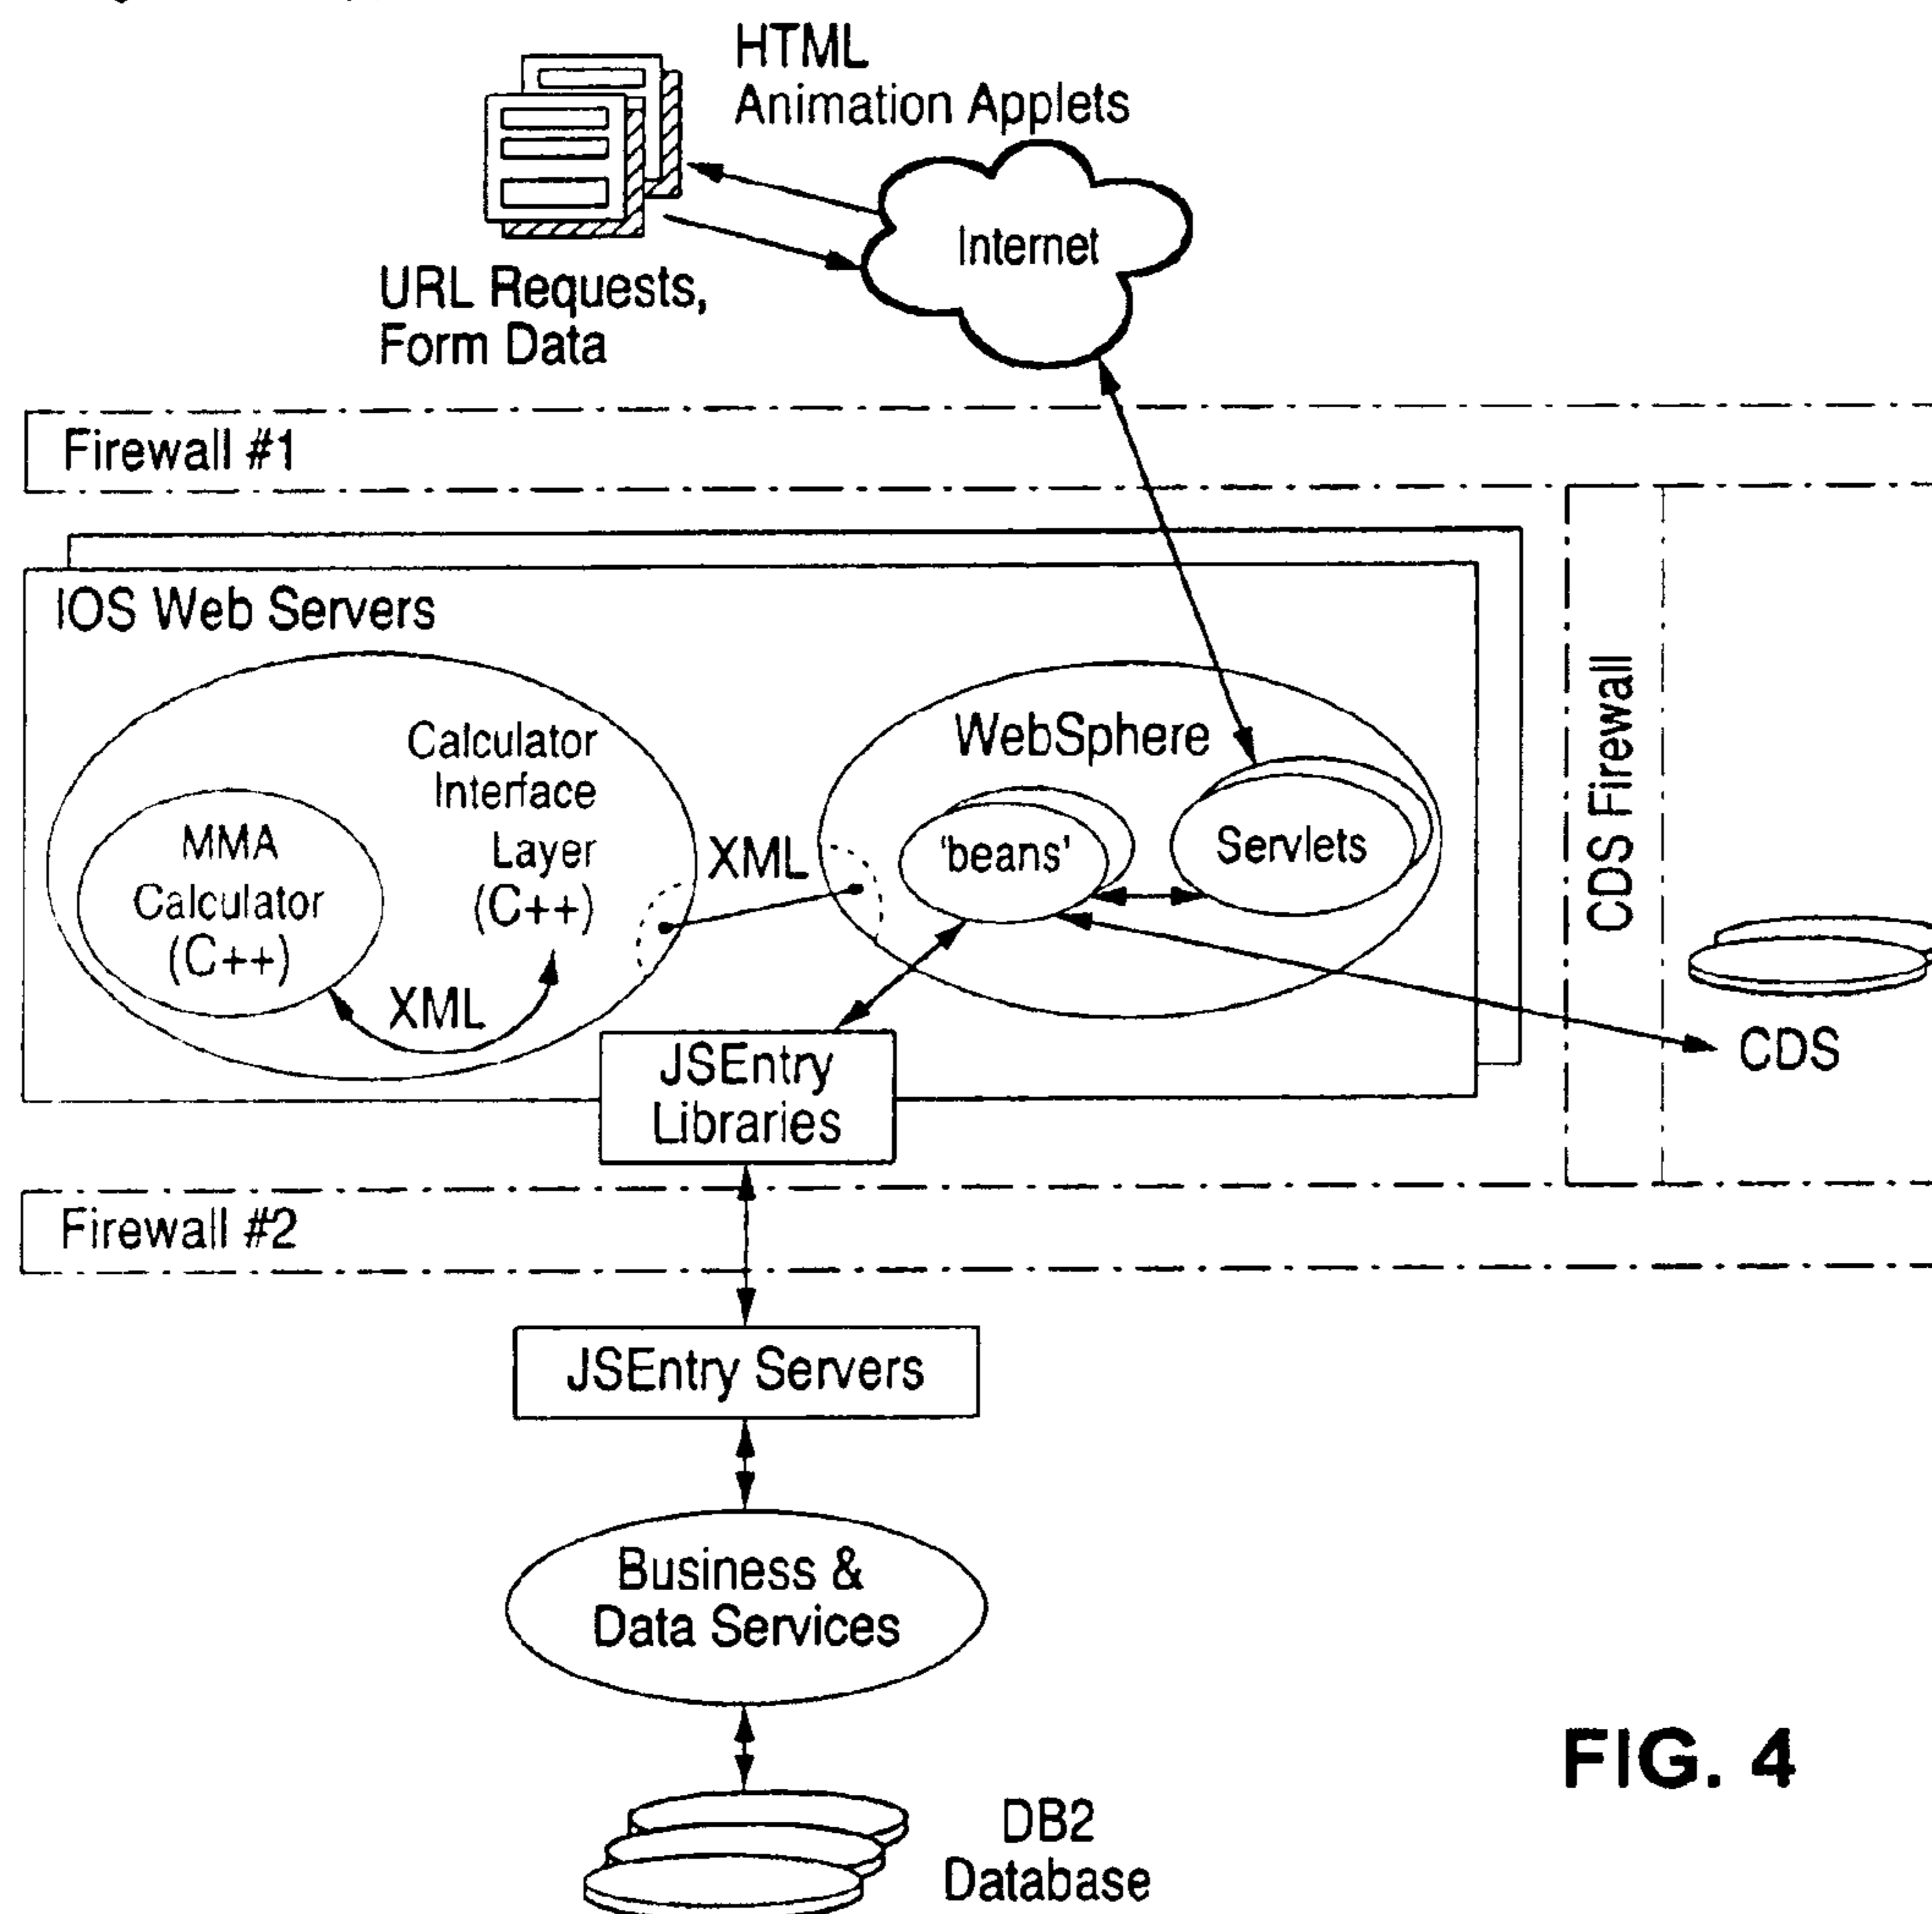 HTML
Animation Applets
Internet
URL Requests,
Form Data
Firewall #1
IOS Web Servers
Calculator
Interface
Layer
(C++)
MMA
Calculator
(C++)
XML
XML
WebSphere
'beans'
Servlets
CDS Firewall
CDS
JSEntry
Libraries
Firewall #2
JSEntry Servers
Business &
Data Services
DB2
Database
FIG. 4